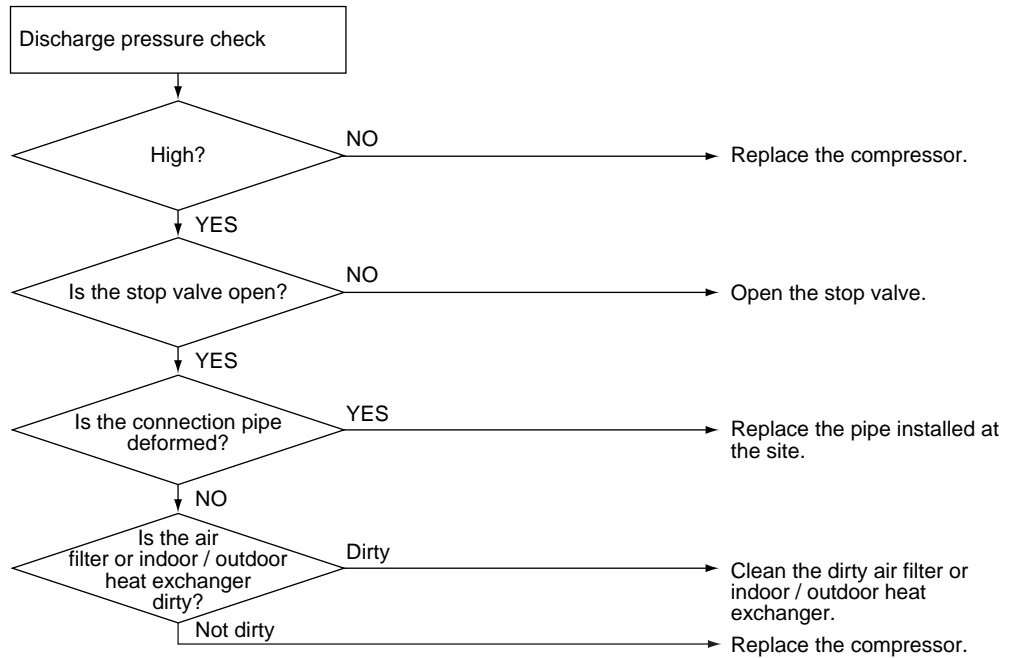 Discharge pressure check
High?
NO
Replace the compressor.
YES
Is the stop valve open?
NO
Open the stop valve.
YES
Is the connection pipe
deformed?
YES
Replace the pipe installed at
the site.
NO
Is the air
filter or indoor / outdoor
heat exchanger
dirty?
Dirty
Clean the dirty air filter or
indoor / outdoor heat
exchanger.
Not dirty
Replace the compressor.